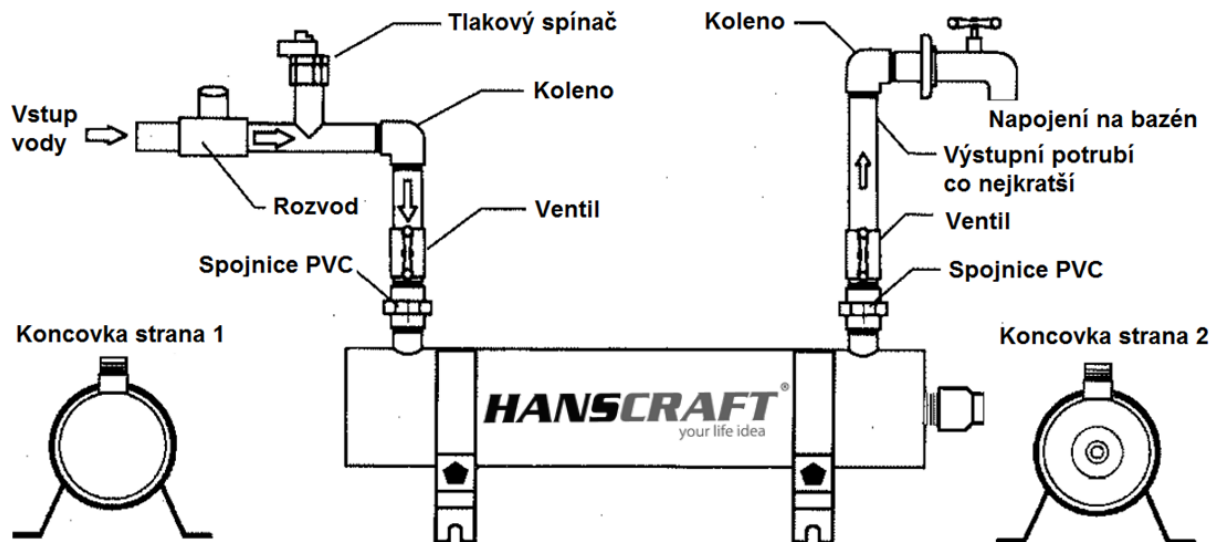 Tlakový spínač
Koleno
Vstup
vody
Rozvod
Ventil
Spojnice PVC
Koleno
Napojení na bazén
Výstupní potrubí
co nejkratší
Ventil
Spojnice PVC
Koncovka strana 1
HANSCRAFT®
your life idea
Koncovka strana 2